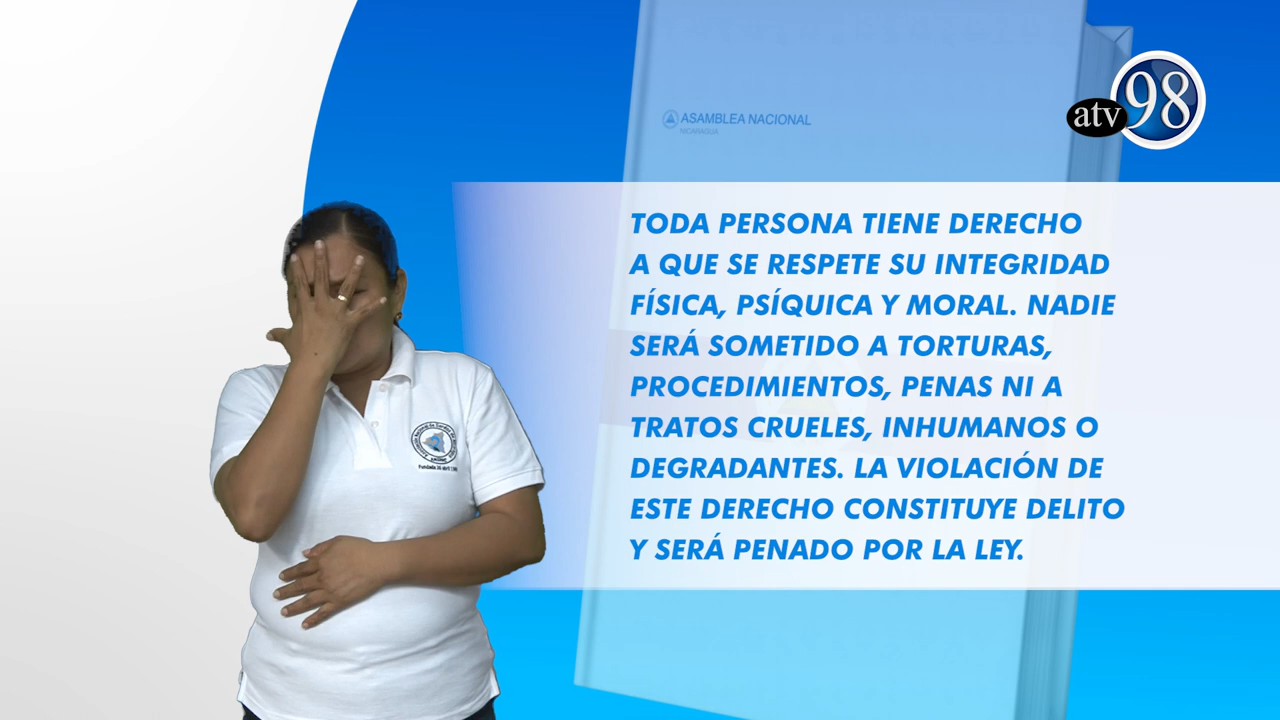 ASAMBLEA NACIONAL
NICARAGUA
atv 98
TODA PERSONA TIENE DERECHO
A QUE SE RESPETE SU INTEGRIDAD
FÍSICA, PSÍQUICA Y MORAL. NADIE
SERÁ SOMETIDO A TORTURAS,
PROCEDIMIENTOS, PENAS NI A
TRATOS CRUELES, INHUMANOS O
DEGRADANTES. LA VIOLACIÓN DE
ESTE DERECHO CONSTITUYE DELITO
Y SERÁ PENADO POR LA LEY.